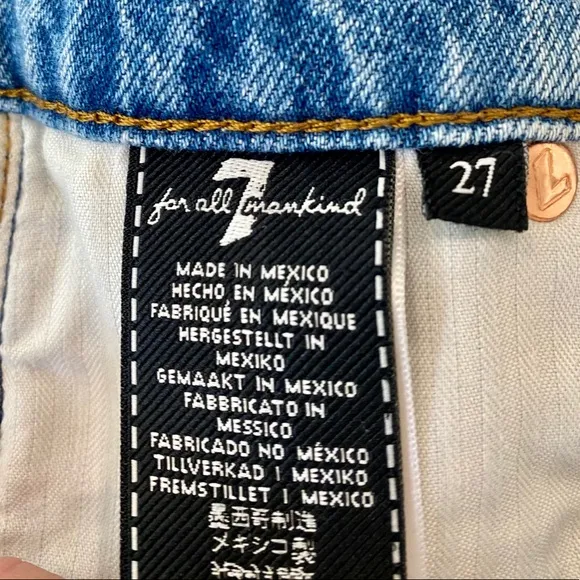 7
for all mankind
27
MADE IN MEXICO
HECHO EN MÉXICO
FABRIQUÉ EN MEXIQUE
HERGESTELLT IN
MEXIKO
GEMAAKT IN MEXICO
FABBRICATO IN
MESSICO
FABRICADO NO MÉXICO
TILLVERKAD I MEXIKO
FREMSTILLET I MEXICO
墨西哥制造
メキシコ製